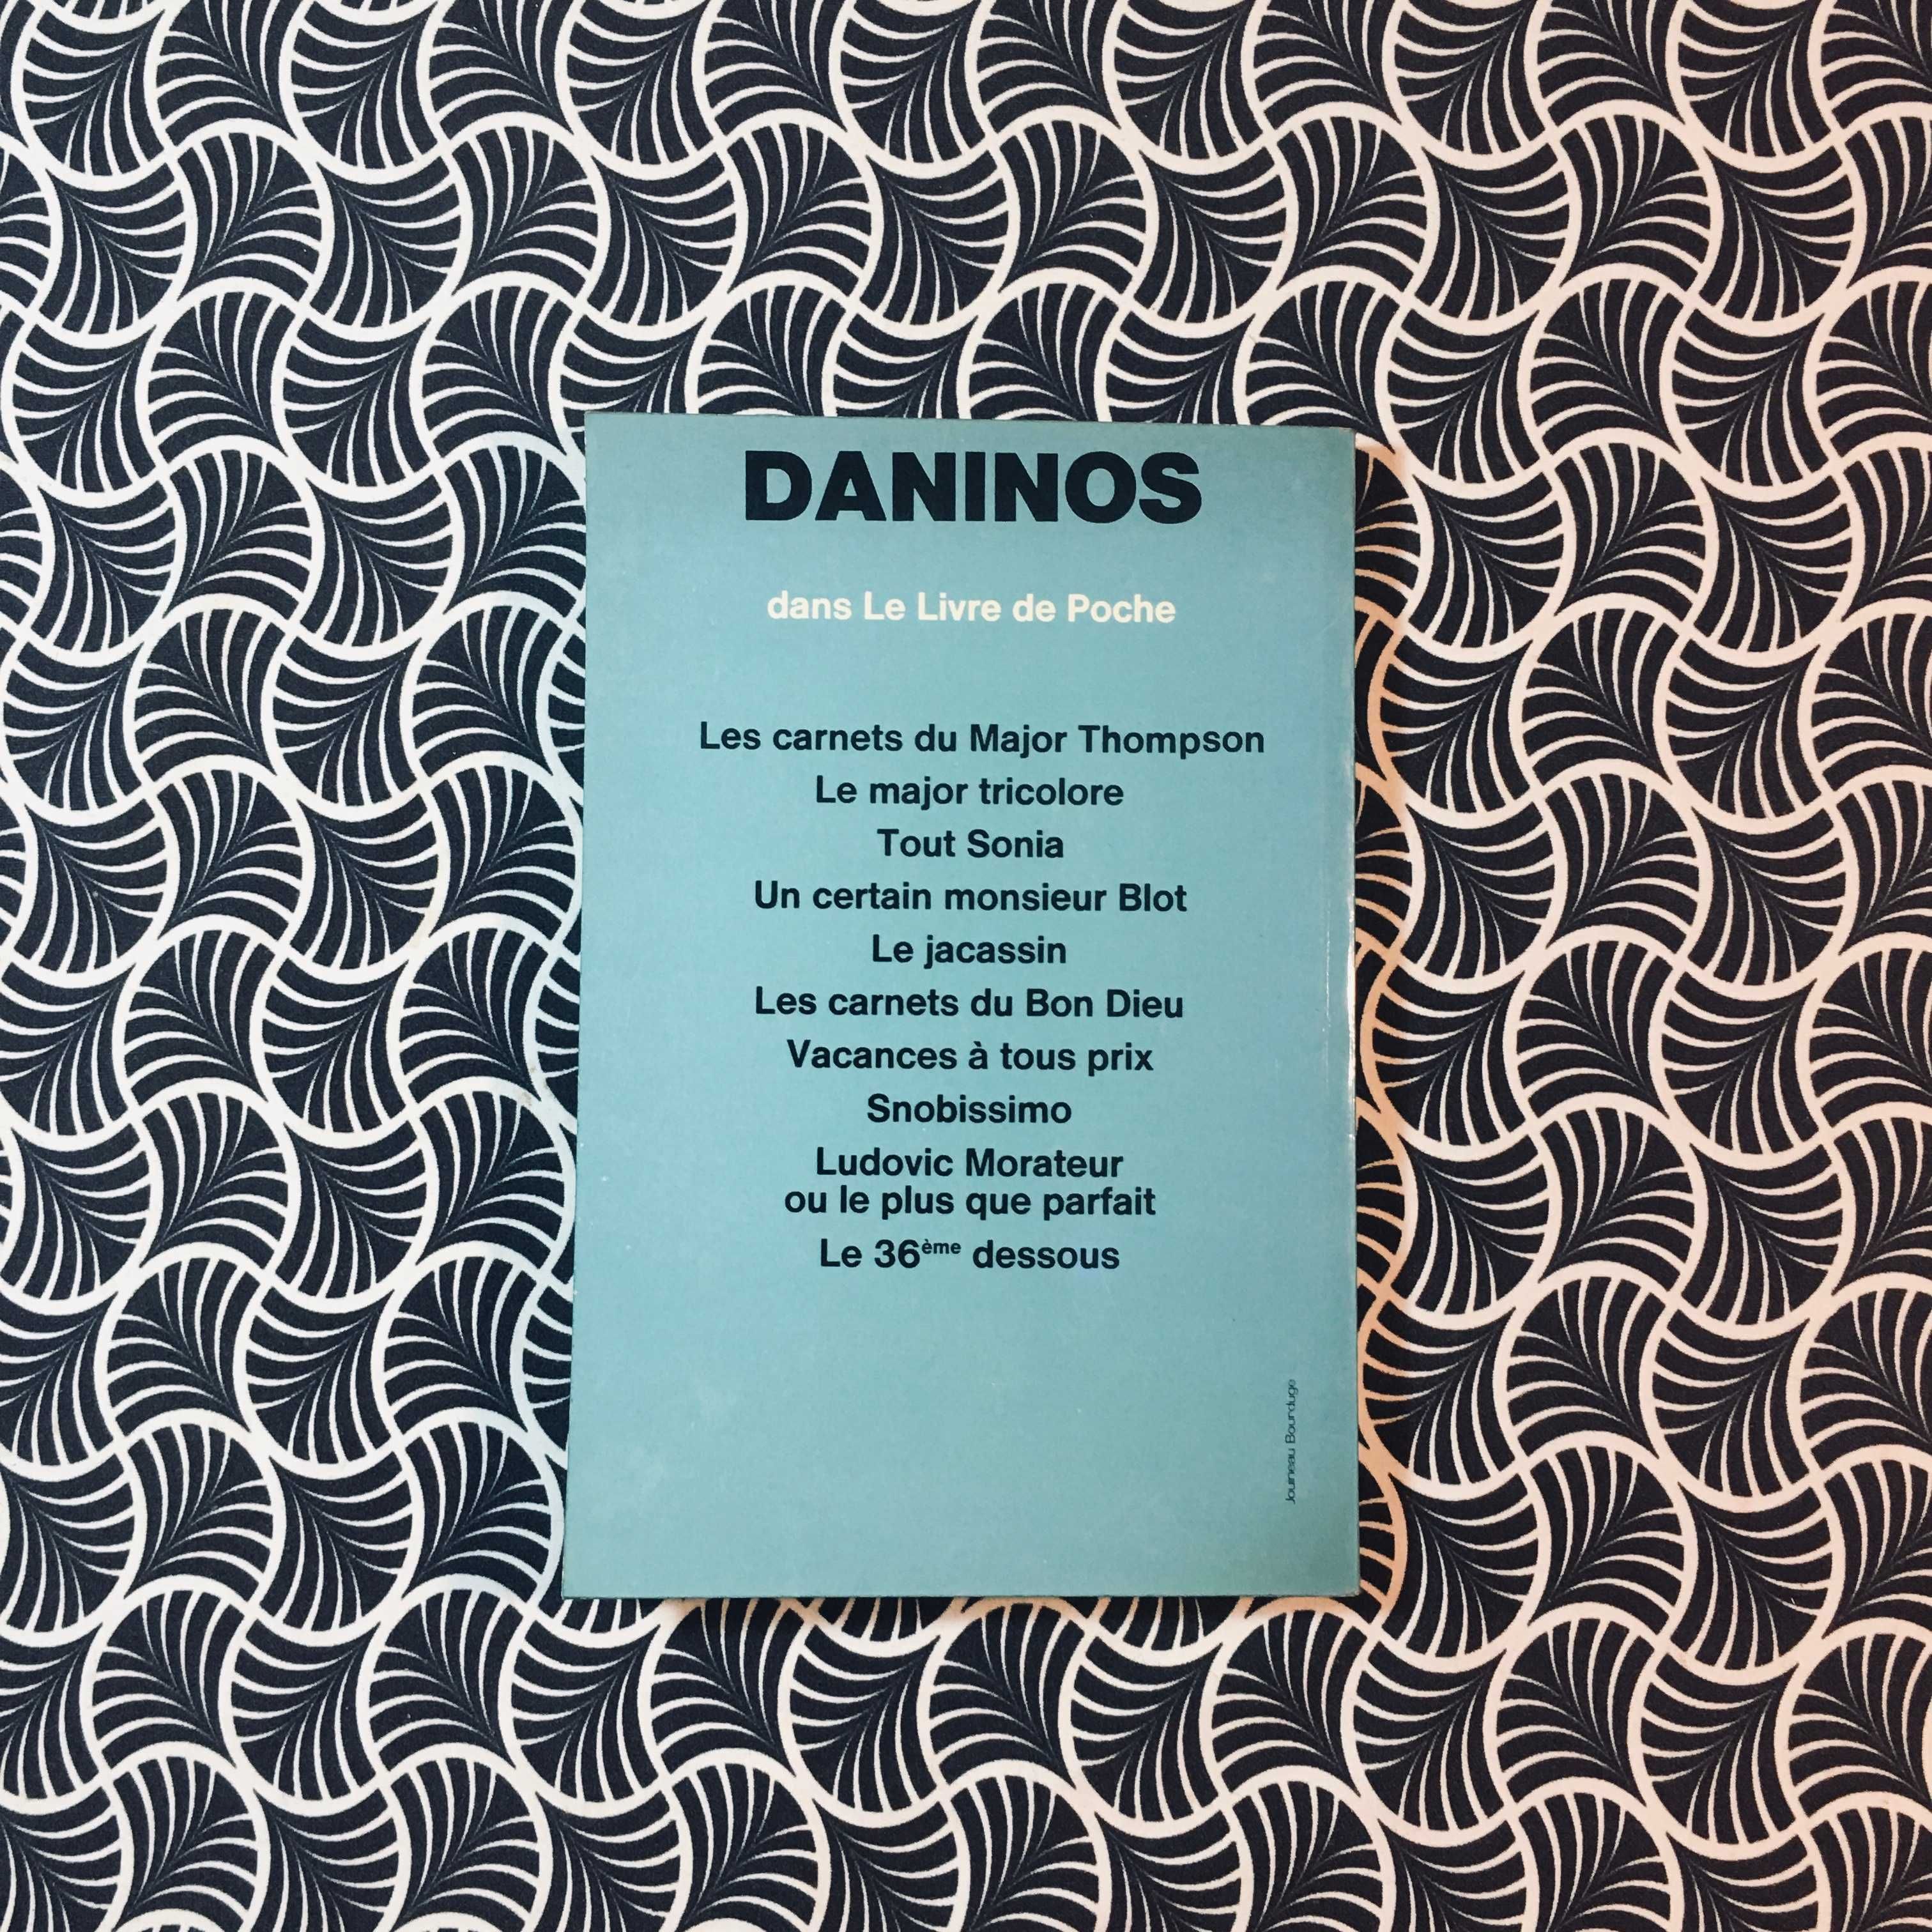 DANINOS
dans Le Livre de Poche
Les carnets du Major Thompson
Le major tricolore
Tout Sonia
Un certain monsieur Blot
Le jacassin
Les carnets du Bon Dieu
Vacances à tous prix
Snobissimo
Ludovic Morateur
ou le plus que parfait
Le 36ème dessous
Jouineau Bourduge